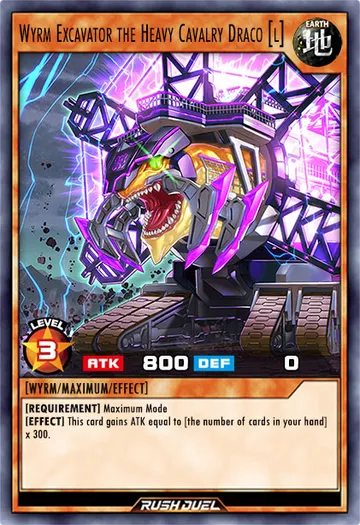 Wyrm Excavator the Heavy Cavalry Draco [L]
EARTH
地
LEVEL
3
ATK 800 DEF 0
[WYRM/MAXIMUM/EFFECT]
[REQUIREMENT] Maximum Mode
[EFFECT] This card gains ATK equal to [the number of cards in your hand]
x 300.
RUSH DUEL